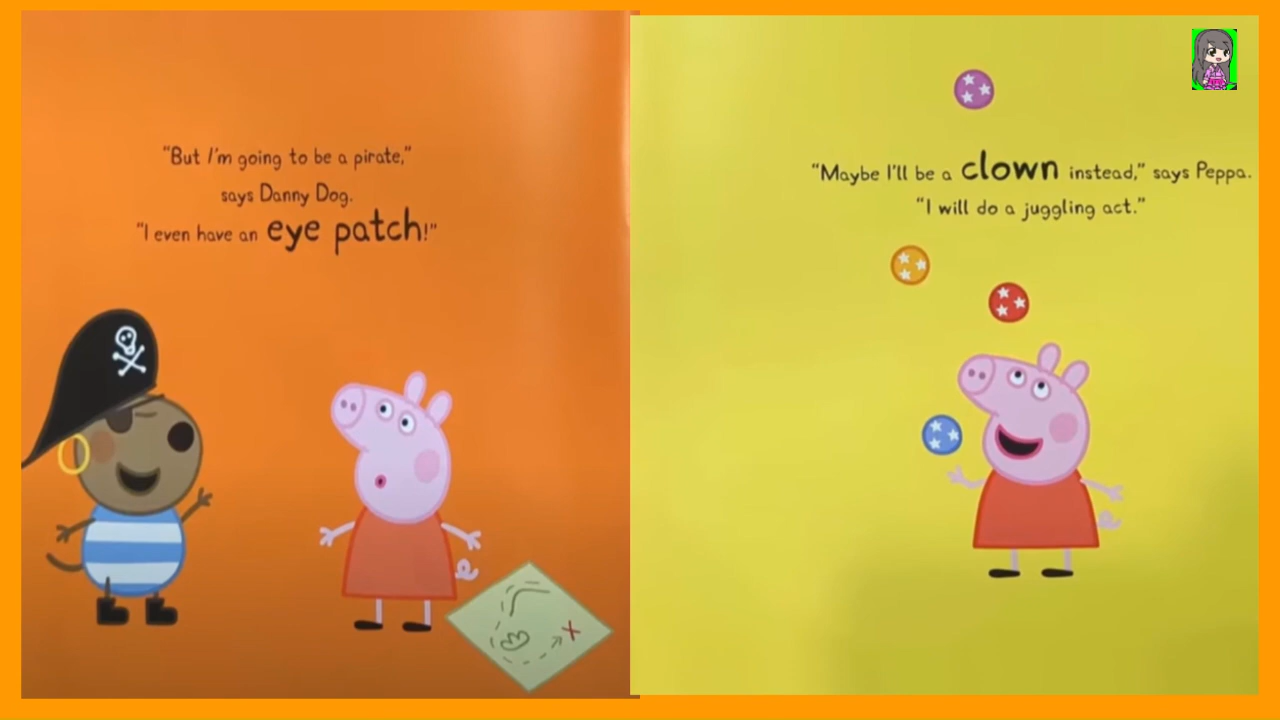 “But I’m going to be a pirate,”
says Danny Dog.
“I even have an eye patch!”
“Maybe I’ll be a clown instead,” says Peppa.
“I will do a juggling act.”